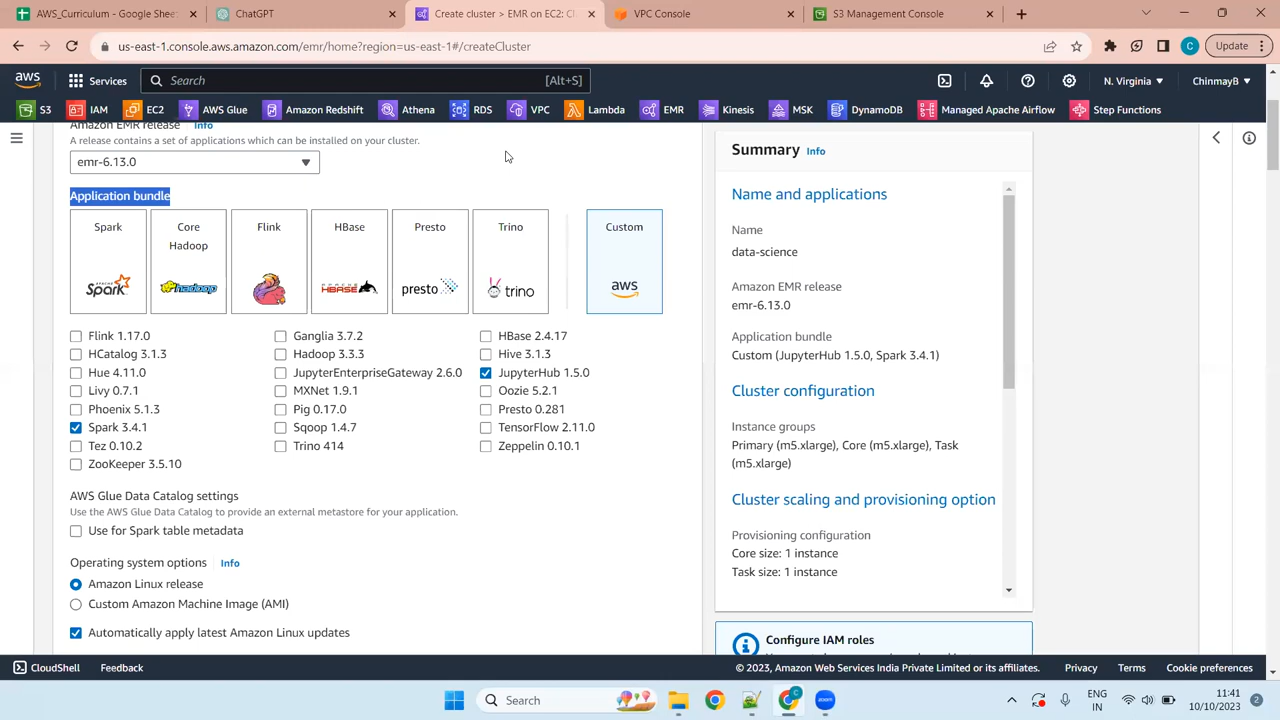 AWS_Curriculum - Google Shee
ChatGPT
Create cluster > EMR on EC2: Cl
VPC Console
S3 Management Console
us-east-1.console.aws.amazon.com/emr/home?region=us-east-1#/createCluster
C
Update
aws
Services
Search
[Alt+S]
N. Virginia
ChinmayB
S3
IAM
EC2
AWS Glue
Amazon Redshift
Athena
RDS
VPC
Lambda
EMR
Kinesis
MSK
DynamoDB
Managed Apache Airflow
Step Functions
Amazon EMR release Info
A release contains a set of applications which can be installed on your cluster.
emr-6.13.0
Application bundle
Spark
Core
Hadoop
Flink
HBase
Presto
Trino
Custom
Spark
hadoop
HBASE
presto
trino
aws
Flink 1.17.0
Ganglia 3.7.2
HBase 2.4.17
HCatalog 3.1.3
Hadoop 3.3.3
Hive 3.1.3
Hue 4.11.0
JupyterEnterpriseGateway 2.6.0
JupyterHub 1.5.0
Livy 0.7.1
MXNet 1.9.1
Oozie 5.2.1
Phoenix 5.1.3
Pig 0.17.0
Presto 0.281
Spark 3.4.1
Sqoop 1.4.7
TensorFlow 2.11.0
Tez 0.10.2
Trino 414
Zeppelin 0.10.1
ZooKeeper 3.5.10
AWS Glue Data Catalog settings
Use the AWS Glue Data Catalog to provide an external metastore for your application.
Use for Spark table metadata
Operating system options Info
Amazon Linux release
Custom Amazon Machine Image (AMI)
Automatically apply latest Amazon Linux updates
Summary Info
Name and applications
Name
data-science
Amazon EMR release
emr-6.13.0
Application bundle
Custom (JupyterHub 1.5.0, Spark 3.4.1)
Cluster configuration
Instance groups
Primary (m5.xlarge), Core (m5.xlarge), Task
(m5.xlarge)
Cluster scaling and provisioning option
Provisioning configuration
Core size: 1 instance
Task size: 1 instance
Configure IAM roles
CloudShell
Feedback
© 2023, Amazon Web Services India Private Limited or its affiliates.
Privacy
Terms
Cookie preferences
Search
zoom
ENG
IN
11:41
10/10/2023
2